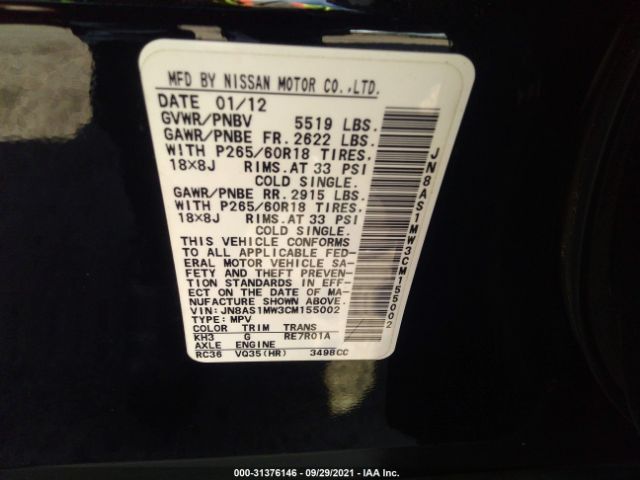 MFD BY NISSAN MOTOR CO.,LTD.
DATE 01/12
GVWR/PNBV 5519 LBS.
GAWR/PNBE FR. 2622 LBS.
WITH P265/60R18 TIRES.
18×8J RIMS. AT 33 PSI
COLD SINGLE.
GAWR/PNBE RR. 2915 LBS.
WITH P265/60R18 TIRES.
18×8J RIMS. AT 33 PSI
COLD SINGLE.
THIS VEHICLE CONFORMS
TO ALL APPLICABLE FED-
ERAL MOTOR VEHICLE SA-
FETY AND THEFT PREVEN-
TION STANDARDS IN EFF-
ECT ON THE DATE OF MA-
NUFACTURE SHOWN ABOVE.
VIN: JN8AS1MW3CM155002
TYPE: MPV
COLOR TRIM TRANS
KH3 G RE7R01A
AXLE ENGINE
RC36 VQ35(HR) 3498CC
JN8AS1MW3CM155002
000-31376146 - 09/29/2021 - IAA Inc.